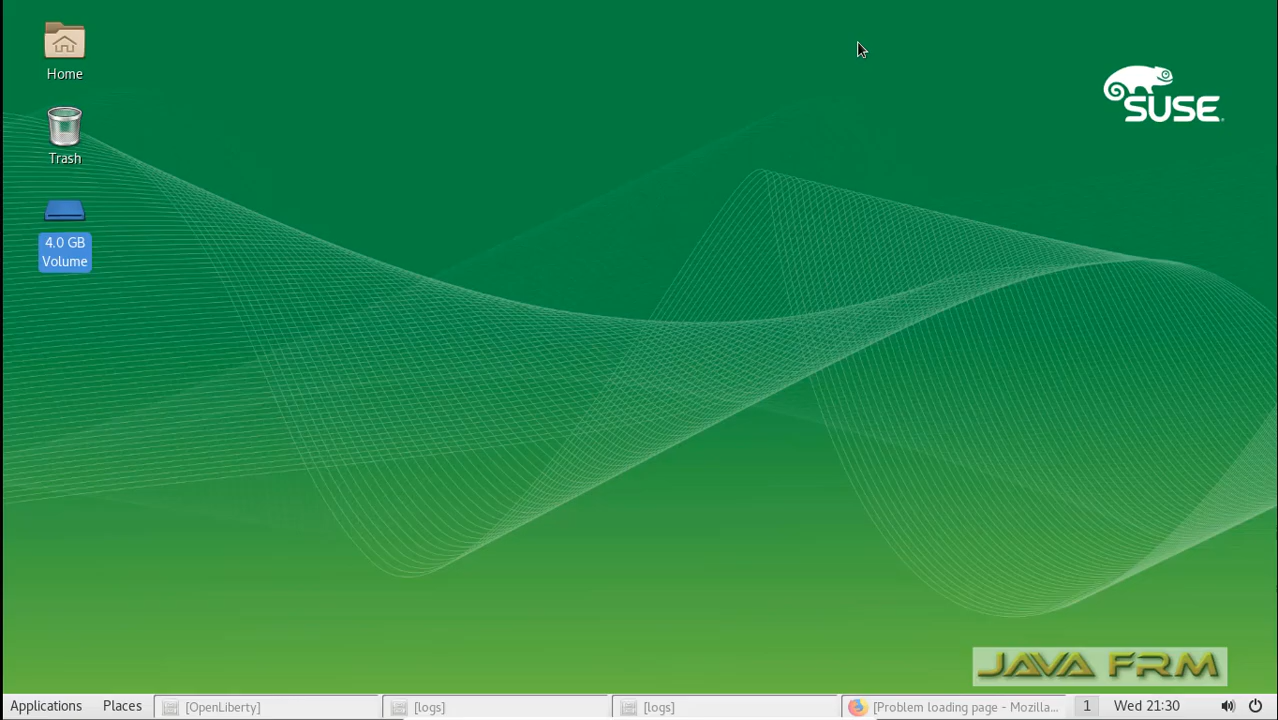 Home
SUSE
Trash
4.0 GB
Volume
JAVA FRM
Applications Places [OpenLiberty] [logs] [logs] [Problem loading page - Mozilla... 1 Wed 21:30